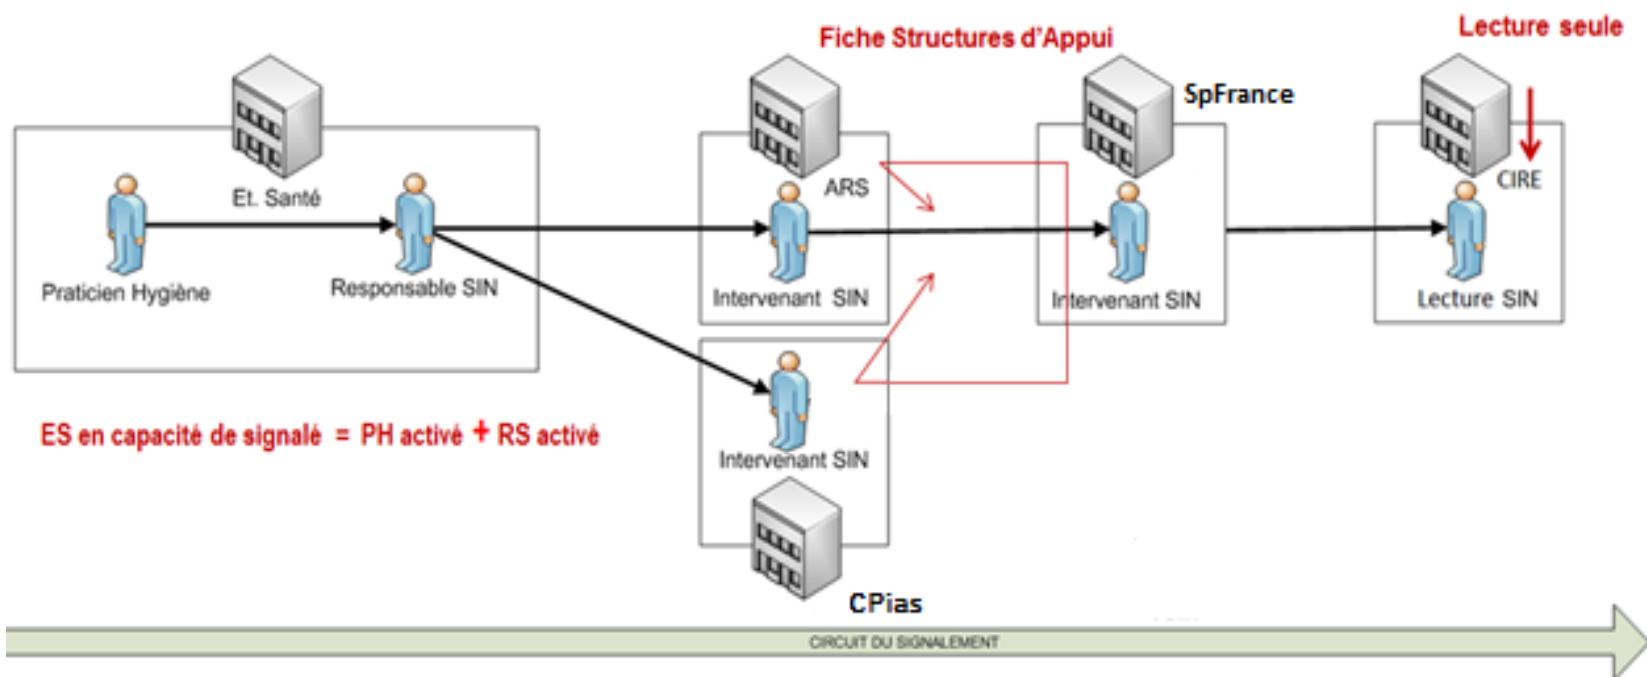 Fiche Structures d'Appui
Lecture seule
SpFrance
Et. Santé
ARS
CIRE
Praticien Hygiène
Responsable SIN
Intervenant SIN
Intervenant SIN
Lecture SIN
ES en capacité de signalé = PH activé + RS activé
Intervenant SIN
CPias
CIRCUIT DU SIGNALEMENT